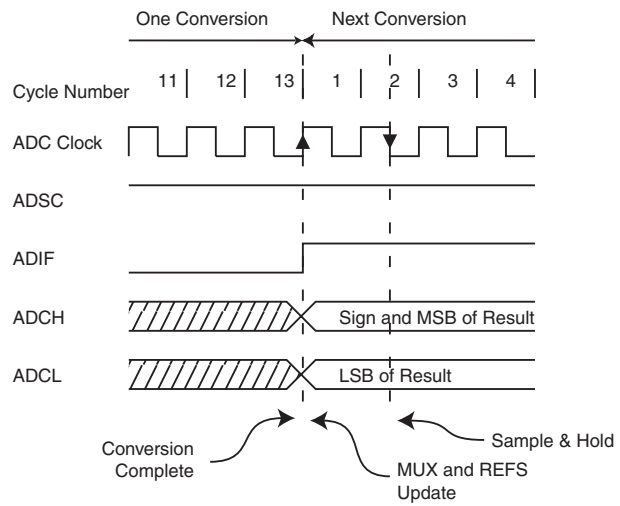 One Conversion Next Conversion
Cycle Number 11 12 13 1 2 3 4
ADC Clock
ADSC
ADIF
ADCH Sign and MSB of Result
ADCL LSB of Result
Conversion
Complete
MUX and REFS
Update
Sample & Hold